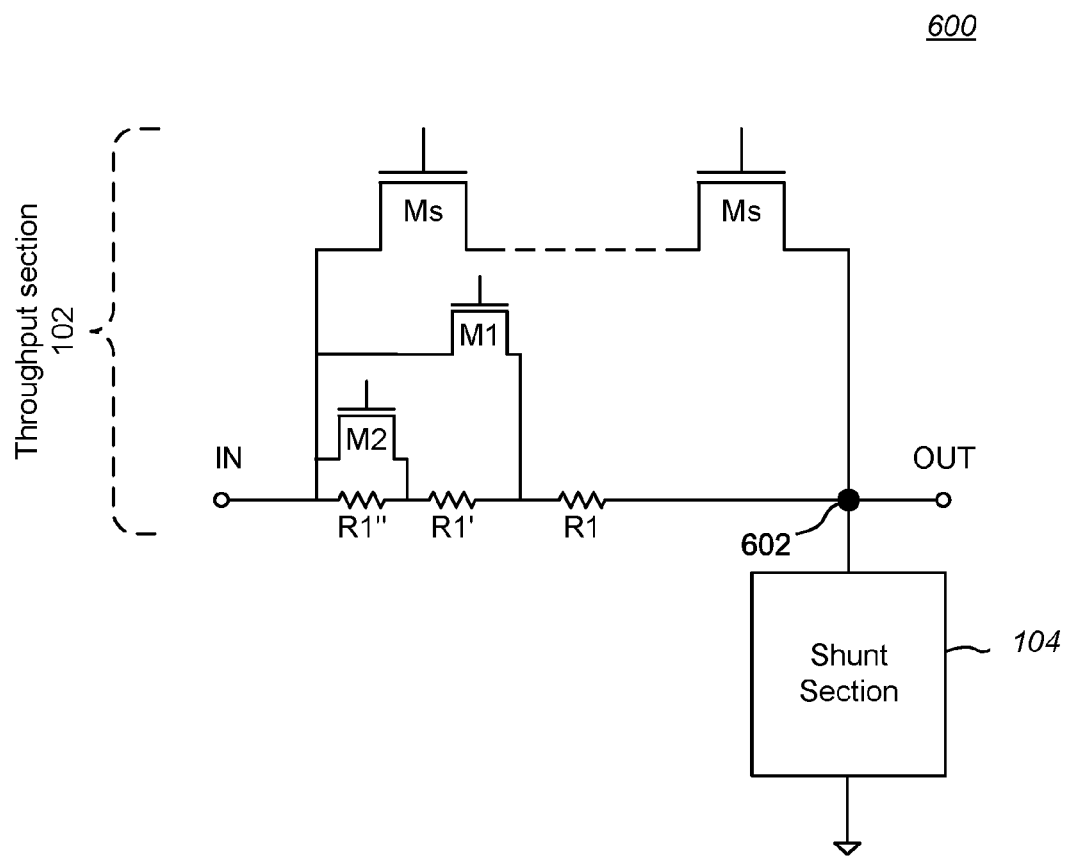 600
Throughput section
102
Ms
Ms
M1
M2
IN
OUT
R1"
R1'
R1
602
Shunt
Section
104